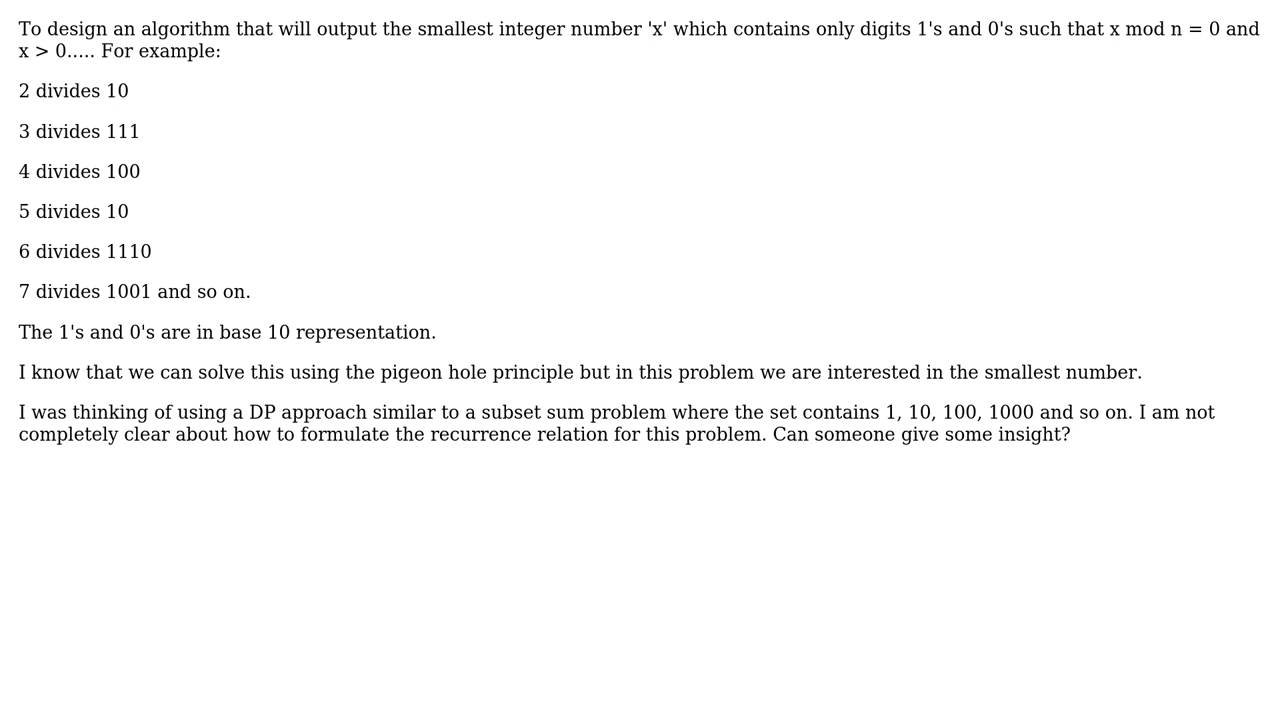 To design an algorithm that will output the smallest integer number 'x' which contains only digits 1's and 0's such that x mod n = 0 and
x > 0..... For example:
2 divides 10
3 divides 111
4 divides 100
5 divides 10
6 divides 1110
7 divides 1001 and so on.
The 1's and 0's are in base 10 representation.
I know that we can solve this using the pigeon hole principle but in this problem we are interested in the smallest number.
I was thinking of using a DP approach similar to a subset sum problem where the set contains 1, 10, 100, 1000 and so on. I am not
completely clear about how to formulate the recurrence relation for this problem. Can someone give some insight?